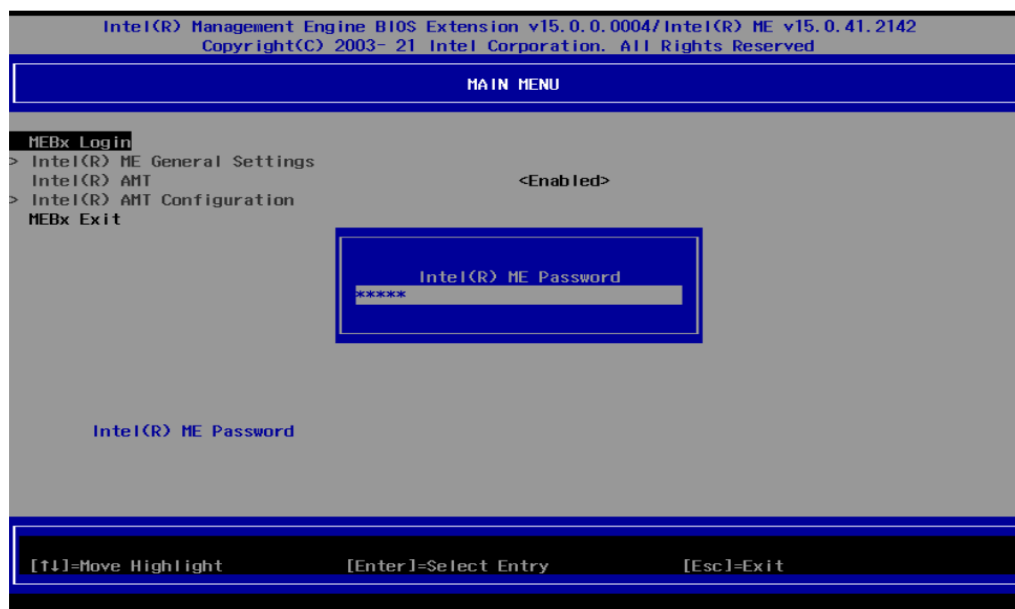 Intel(R) Management Engine BIOS Extension v15.0.0.0004/Intel(R) ME v15.0.41.2142
Copyright(C) 2003- 21 Intel Corporation. All Rights Reserved
MAIN MENU
MEBx Login
> Intel(R) ME General Settings
Intel(R) AMT <Enabled>
> Intel(R) AMT Configuration
MEBx Exit
Intel(R) ME Password
*****
Intel(R) ME Password
[↑↓]=Move Highlight [Enter]=Select Entry [Esc]=Exit